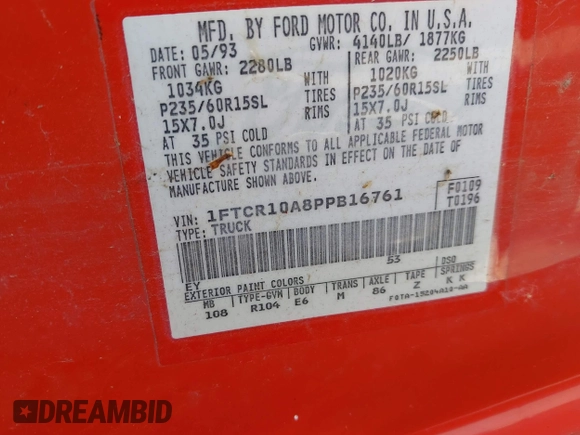 MFD. BY FORD MOTOR CO. IN U.S.A.
DATE: 05/93 GVWR: 4140LB/ 1877KG
FRONT GAWR: 2280LB REAR GAWR: 2250LB
1034KG WITH 1020KG WITH
P235/60R15SL TIRES P235/60R15SL TIRES
15X7.0J RIMS 15X7.0J RIMS
AT 35 PSI COLD AT 35 PSI COLD
THIS VEHICLE CONFORMS TO ALL APPLICABLE FEDERAL MOTOR
VEHICLE SAFETY STANDARDS IN EFFECT ON THE DATE OF
MANUFACTURE SHOWN ABOVE.
VIN: 1FTCR10A8PPB16761 F0109
TYPE: TRUCK T0196
EY 53 DSO
EXTERIOR PAINT COLORS
WB TYPE-GVW BODY TRANS AXLE TAPE SPRINGS
108 R104 E6 M 86 Z K K
DREAMBID